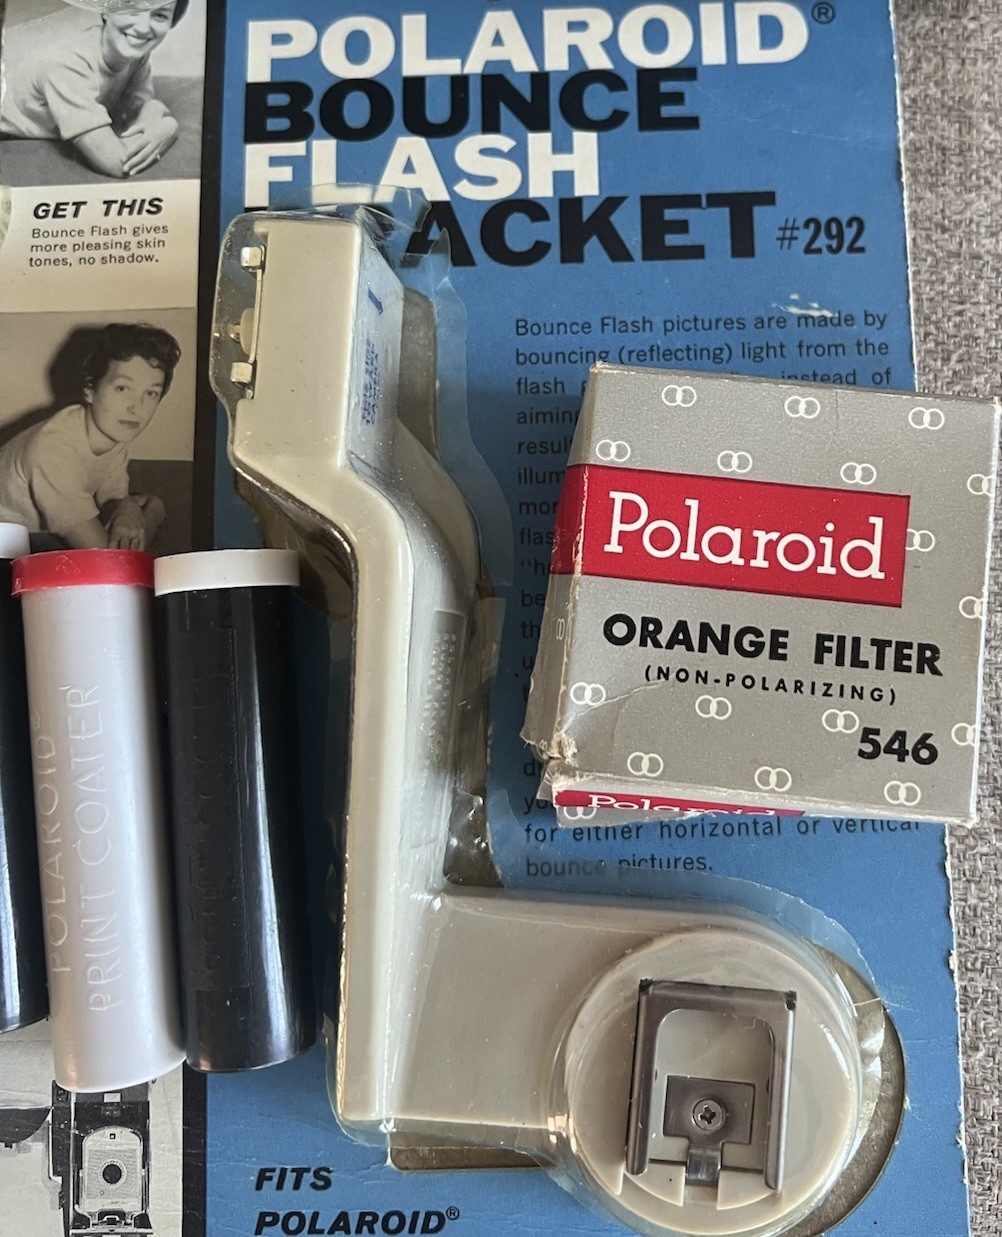 POLAROID®
BOUNCE
FLASH
ACKET #292
GET THIS
Bounce Flash gives
more pleasing skin
tones, no shadow.
Bounce Flash pictures are made by
bouncing (reflecting) light from the
flash instead of
for either horizontal or vertical
bounce pictures.
FITS
POLAROID®
POLAROID
PRINT COATER
Polaroid
ORANGE FILTER
(NON-POLARIZING)
546
Polaroid